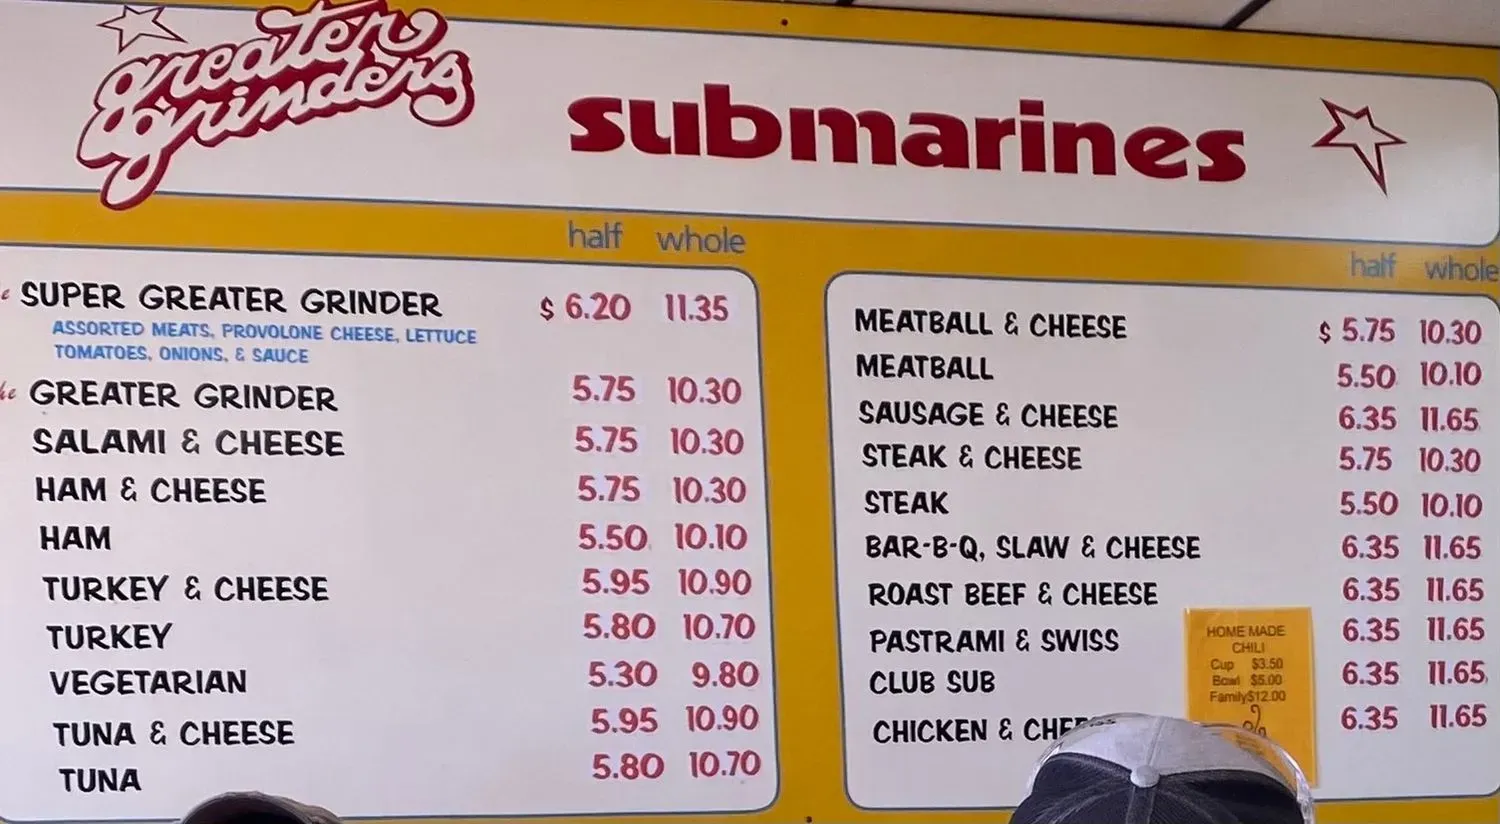 greater
grinders
submarines
half whole
SUPER GREATER GRINDER $ 6.20 11.35
ASSORTED MEATS, PROVOLONE CHEESE, LETTUCE
TOMATOES, ONIONS, & SAUCE
GREATER GRINDER 5.75 10.30
SALAMI & CHEESE 5.75 10.30
HAM & CHEESE 5.75 10.30
HAM 5.50 10.10
TURKEY & CHEESE 5.95 10.90
TURKEY 5.80 10.70
VEGETARIAN 5.30 9.80
TUNA & CHEESE 5.95 10.90
TUNA 5.80 10.70
half whole
MEATBALL & CHEESE $ 5.75 10.30
MEATBALL 5.50 10.10
SAUSAGE & CHEESE 6.35 11.65
STEAK & CHEESE 5.75 10.30
STEAK 5.50 10.10
BAR-B-Q, SLAW & CHEESE 6.35 11.65
ROAST BEEF & CHEESE 6.35 11.65
PASTRAMI & SWISS 6.35 11.65
CLUB SUB 6.35 11.65
CHICKEN & 6.35 11.65
HOME MADE
CHILI
Cup $3.50
Bowl $5.00
Family $12.00